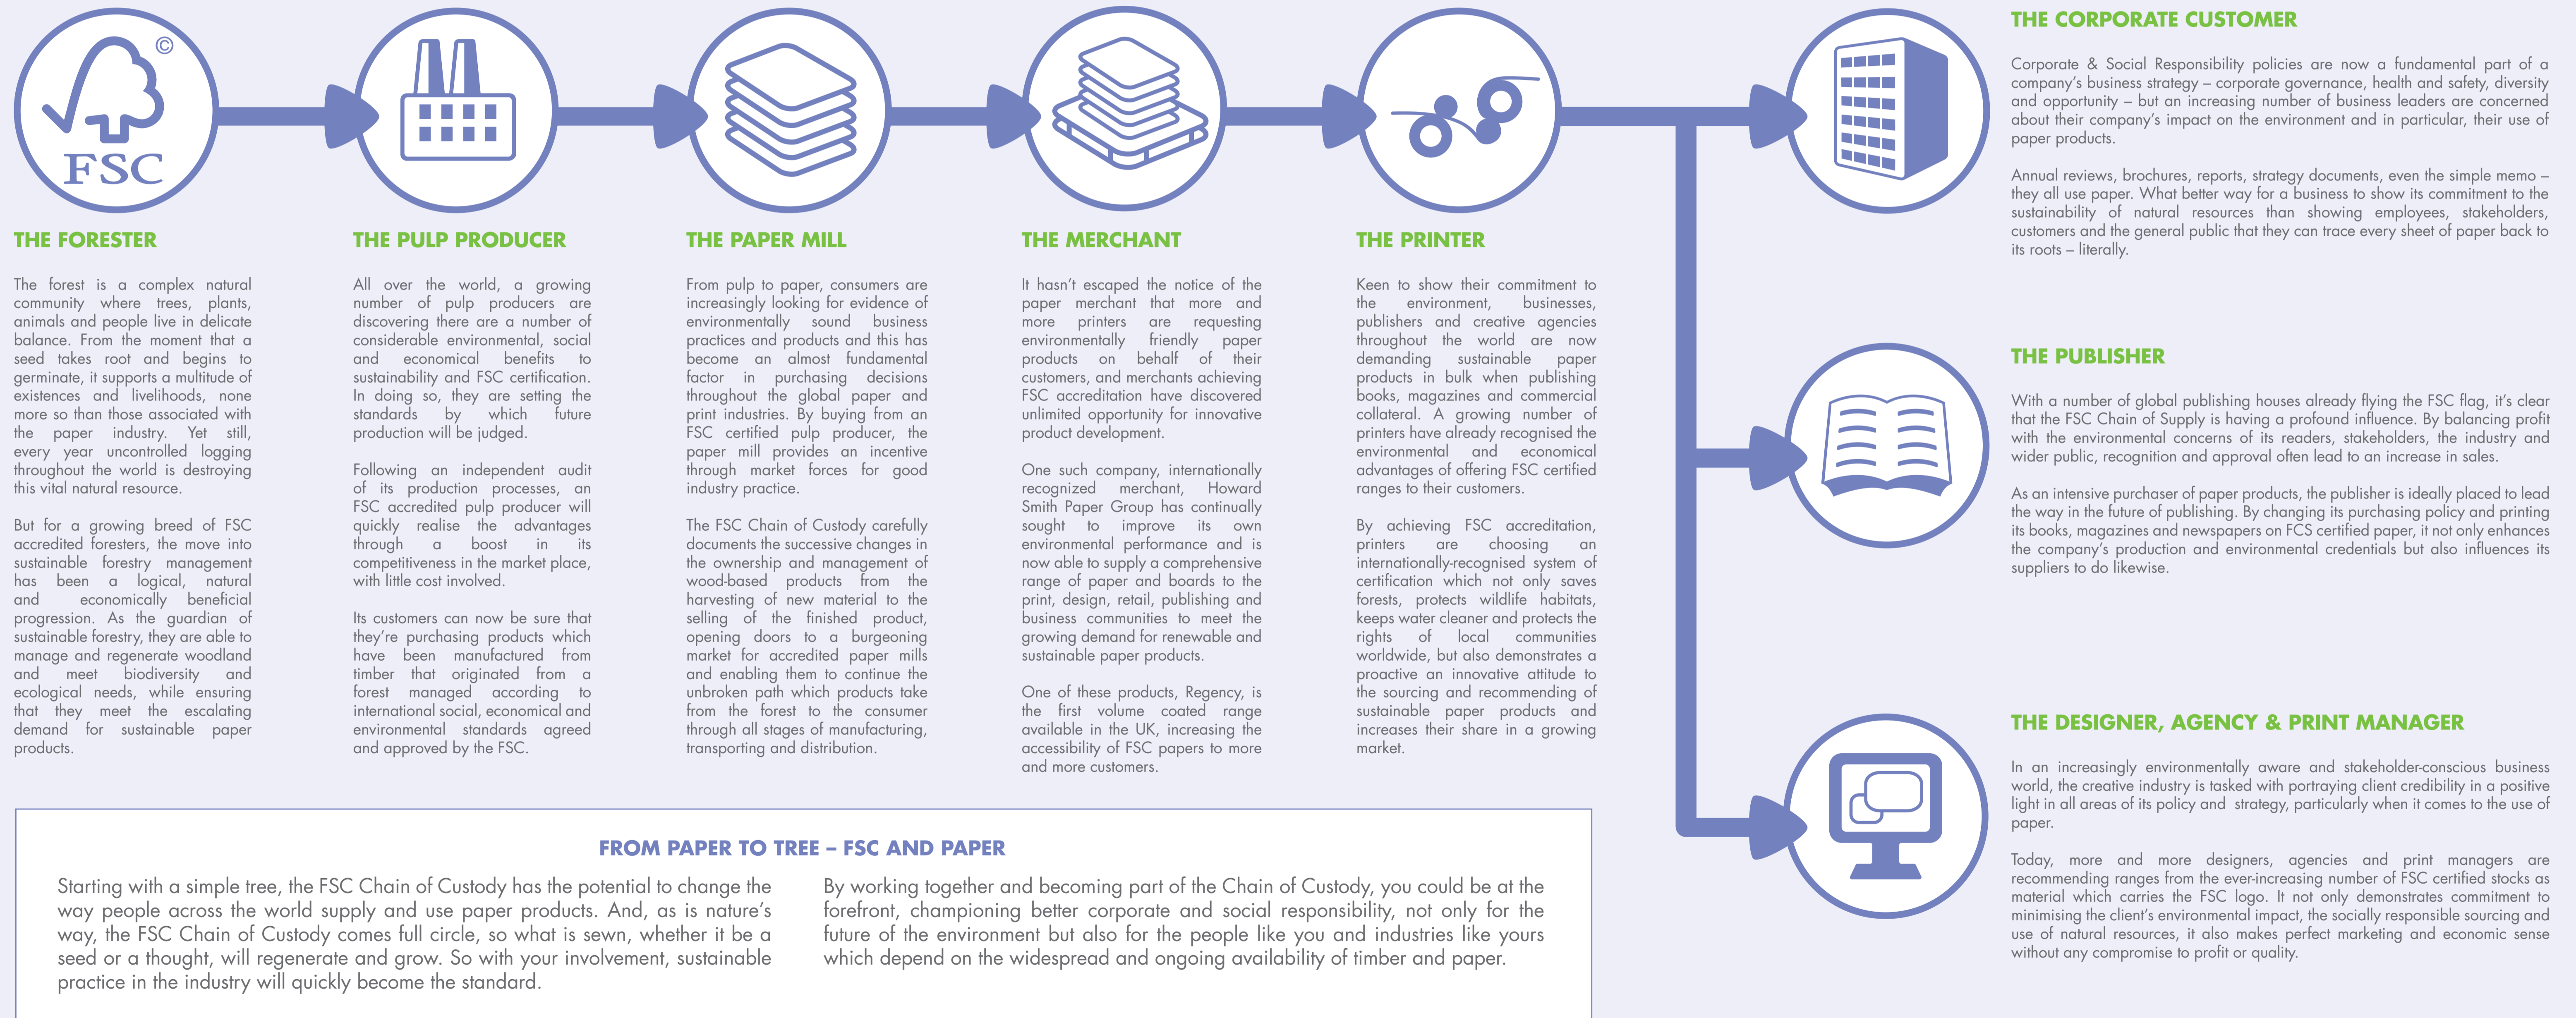 ©
FSC
THE FORESTER
The forest is a complex natural
community where trees, plants,
animals and people live in delicate
balance. From the moment that a
seed takes root and begins to
germinate, it supports a multitude of
existences and livelihoods, none
more so than those associated with
the paper industry. Yet still,
every year uncontrolled logging
throughout the world is destroying
this vital natural resource.
But for a growing breed of FSC
accredited foresters, the move into
sustainable forestry management
has been a logical, natural
and economically beneficial
progression. As the guardian of
sustainable forestry, they are able to
manage and regenerate woodland
and meet biodiversity and
ecological needs, while ensuring
that they meet the escalating
demand for sustainable paper
products.
THE PULP PRODUCER
All over the world, a growing
number of pulp producers are
discovering there are a number of
considerable environmental, social
and economical benefits to
sustainability and FSC certification.
In doing so, they are setting the
standards by which future
production will be judged.
Following an independent audit
of its production processes, an
FSC accredited pulp producer will
quickly realise the advantages
through a boost in its
competitiveness in the market place,
with little cost involved.
Its customers can now be sure that
they're purchasing products which
have been manufactured from
timber that originated from a
forest managed according to
international social, economical and
environmental standards agreed
and approved by the FSC.
THE PAPER MILL
From pulp to paper, consumers are
increasingly looking for evidence of
environmentally sound business
practices and products and this has
become an almost fundamental
factor in purchasing decisions
throughout the global paper and
print industries. By buying from an
FSC certified pulp producer, the
paper mill provides an incentive
through market forces for good
industry practice.
The FSC Chain of Custody carefully
documents the successive changes in
the ownership and management of
wood-based products from the
harvesting of new material to the
selling of the finished product,
opening doors to a burgeoning
market for accredited paper mills
and enabling them to continue the
unbroken path which products take
from the forest to the consumer
through all stages of manufacturing,
transporting and distribution.
THE MERCHANT
It hasn't escaped the notice of the
paper merchant that more and
more printers are requesting
environmentally friendly paper
products on behalf of their
customers, and merchants achieving
FSC accreditation have discovered
unlimited opportunity for innovative
product development.
One such company, internationally
recognized merchant, Howard
Smith Paper Group has continually
sought to improve its own
environmental performance and is
now able to supply a comprehensive
range of paper and boards to the
print, design, retail, publishing and
business communities to meet the
growing demand for renewable and
sustainable paper products.
One of these products, Regency, is
the first volume coated range
available in the UK, increasing the
accessibility of FSC papers to more
and more customers.
THE PRINTER
Keen to show their commitment to
the environment, businesses,
publishers and creative agencies
throughout the world are now
demanding sustainable paper
products in bulk when publishing
books, magazines and commercial
collateral. A growing number of
printers have already recognised the
environmental and economical
advantages of offering FSC certified
ranges to their customers.
By achieving FSC accreditation,
printers are choosing an
internationally-recognised system of
certification which not only saves
forests, protects wildlife habitats,
keeps water cleaner and protects the
rights of local communities
worldwide, but also demonstrates a
proactive an innovative attitude to
the sourcing and recommending of
sustainable paper products and
increases their share in a growing
market.
THE CORPORATE CUSTOMER
Corporate & Social Responsibility policies are now a fundamental part of a
company's business strategy – corporate governance, health and safety, diversity
and opportunity – but an increasing number of business leaders are concerned
about their company's impact on the environment and in particular, their use of
paper products.
Annual reviews, brochures, reports, strategy documents, even the simple memo –
they all use paper. What better way for a business to show its commitment to the
sustainability of natural resources than showing employees, stakeholders,
customers and the general public that they can trace every sheet of paper back to
its roots – literally.
THE PUBLISHER
With a number of global publishing houses already flying the FSC flag, it's clear
that the FSC Chain of Supply is having a profound influence. By balancing profit
with the environmental concerns of its readers, stakeholders, the industry and
wider public, recognition and approval often lead to an increase in sales.
As an intensive purchaser of paper products, the publisher is ideally placed to lead
the way in the future of publishing. By changing its purchasing policy and printing
its books, magazines and newspapers on FCS certified paper, it not only enhances
the company's production and environmental credentials but also influences its
suppliers to do likewise.
THE DESIGNER, AGENCY & PRINT MANAGER
In an increasingly environmentally aware and stakeholder-conscious business
world, the creative industry is tasked with portraying client credibility in a positive
light in all areas of its policy and strategy, particularly when it comes to the use of
paper.
Today, more and more designers, agencies and print managers are
recommending ranges from the ever-increasing number of FSC certified stocks as
material which carries the FSC logo. It not only demonstrates commitment to
minimising the client's environmental impact, the socially responsible sourcing and
use of natural resources, it also makes perfect marketing and economic sense
without any compromise to profit or quality.
FROM PAPER TO TREE – FSC AND PAPER
Starting with a simple tree, the FSC Chain of Custody has the potential to change the
way people across the world supply and use paper products. And, as is nature's
way, the FSC Chain of Custody comes full circle, so what is sewn, whether it be a
seed or a thought, will regenerate and grow. So with your involvement, sustainable
practice in the industry will quickly become the standard.
By working together and becoming part of the Chain of Custody, you could be at the
forefront, championing better corporate and social responsibility, not only for the
future of the environment but also for the people like you and industries like yours
which depend on the widespread and ongoing availability of timber and paper.